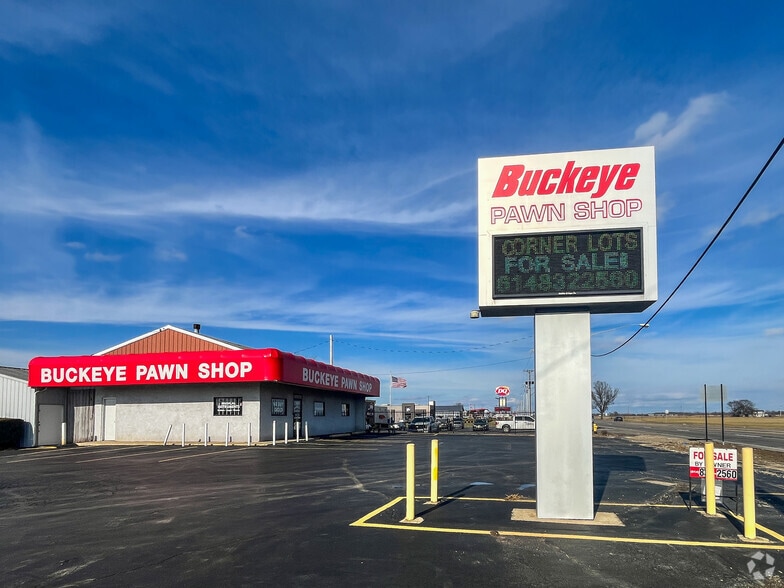 Buckeye
PAWN SHOP
CORNER LOTS
FOR SALE!
6148322560
BUCKEYE PAWN SHOP
BUCKEYE PAWN SHOP
DQ
FOR SALE
BY OWNER
2560